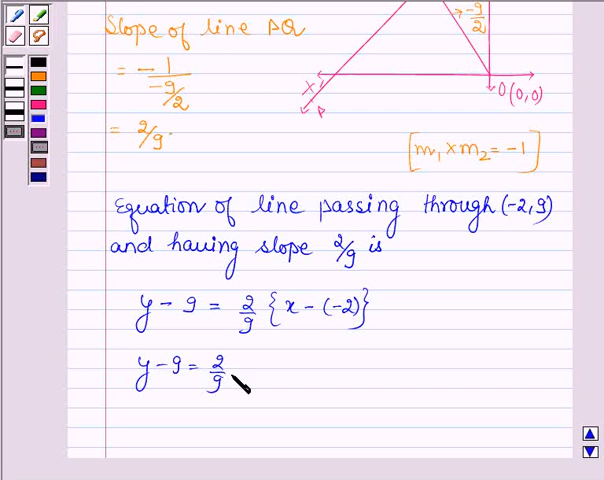 Slope of line PQ
= - 1 / (-9/2)
= 2/9.
→ -9/2
X'
P
O(0,0)
[m₁ × m₂ = -1]
Equation of line passing through (-2,9)
and having slope 2/9 is
y - 9 = 2/9 {x - (-2)}
y - 9 = 2/9